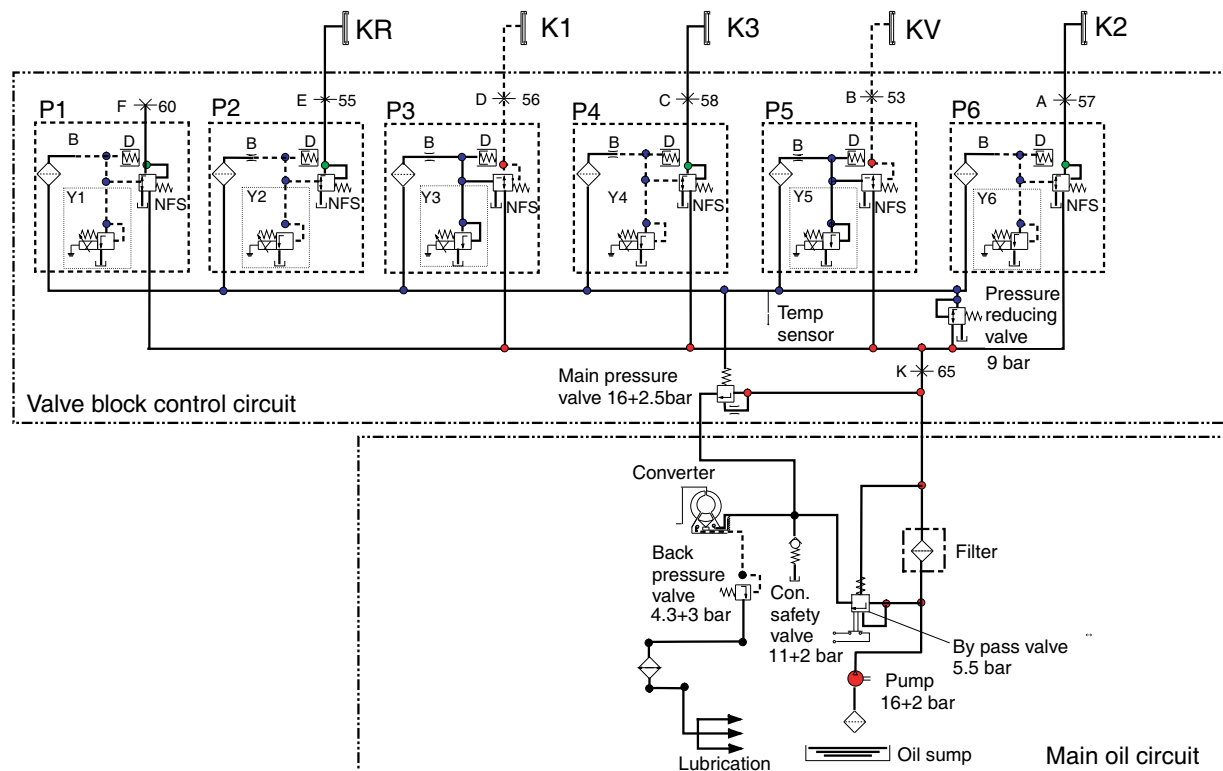 KR
K1
K3
KV
K2
P1
F 60
P2
E 55
P3
D 56
P4
C 58
P5
B 53
P6
A 57
B D
B D
B D
B D
B D
B D
Y1
NFS
Y2
NFS
Y3
NFS
Y4
NFS
Y5
NFS
Y6
NFS
Temp
sensor
Pressure
reducing
valve
9 bar
K 65
Main pressure
valve 16+2.5bar
Valve block control circuit
Converter
Filter
Back
pressure
valve
4.3+3 bar
Con.
safety
valve
11+2 bar
By pass valve
5.5 bar
Pump
16+2 bar
Lubrication
Oil sump
Main oil circuit